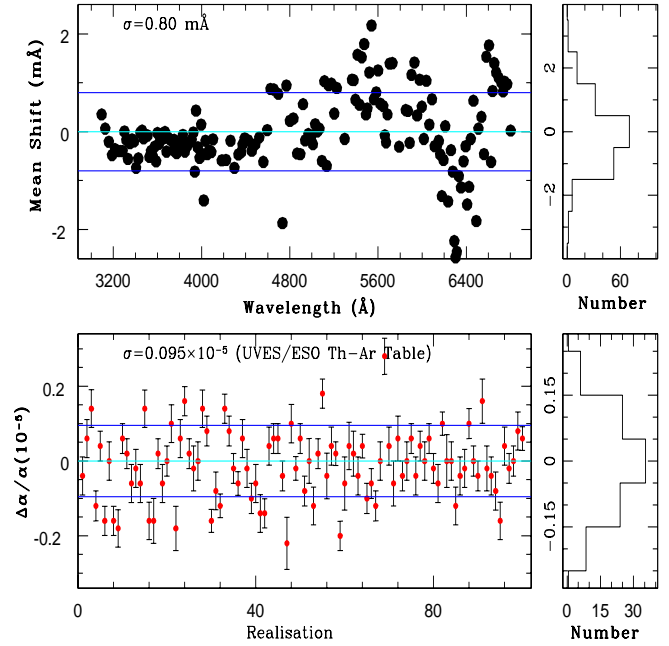 σ=0.80 mÅ
Mean Shift (mÅ)
2
0
-2
3200 4000 4800 5600 6400
Wavelength (Å)
2
0
-2
0 60
Number
σ=0.095×10⁻⁵ (UVES/ESO Th-Ar Table)
Δα/α(10⁻⁵)
0.2
0
-0.2
0 40 80
Realisation
0.15
0
-0.15
0 15 30
Number